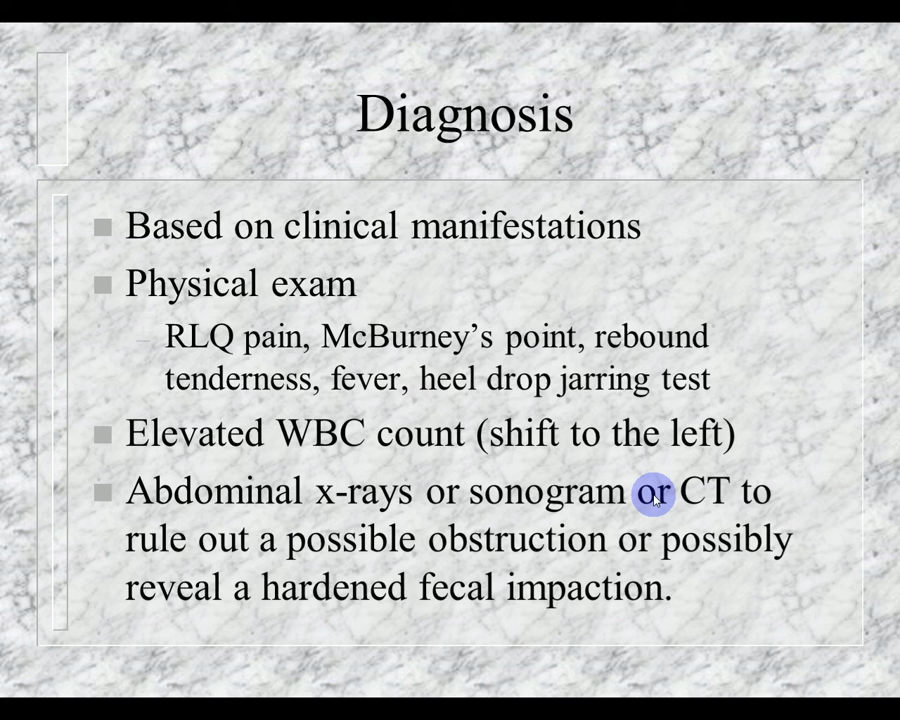 Diagnosis
Based on clinical manifestations
Physical exam
– RLQ pain, McBurney’s point, rebound
tenderness, fever, heel drop jarring test
Elevated WBC count (shift to the left)
Abdominal x-rays or sonogram or CT to
rule out a possible obstruction or possibly
reveal a hardened fecal impaction.